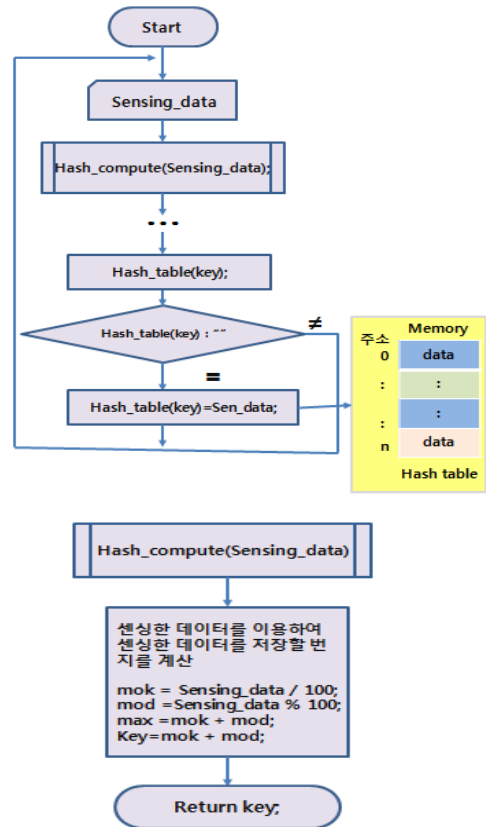 Start
Sensing_data
Hash_compute(Sensing_data);
...
Hash_table(key);
Hash_table(key) : ““
≠
=
Hash_table(key)=Sen_data;
주소
Memory
0
data
:
:
:
:
n
data
Hash table
Hash_compute(Sensing_data)
센싱한 데이터를 이용하여
센싱한 데이터를 저장할 번
지를 계산
mok = Sensing_data / 100;
mod =Sensing_data % 100;
max =mok + mod;
Key=mok + mod;
Return key;